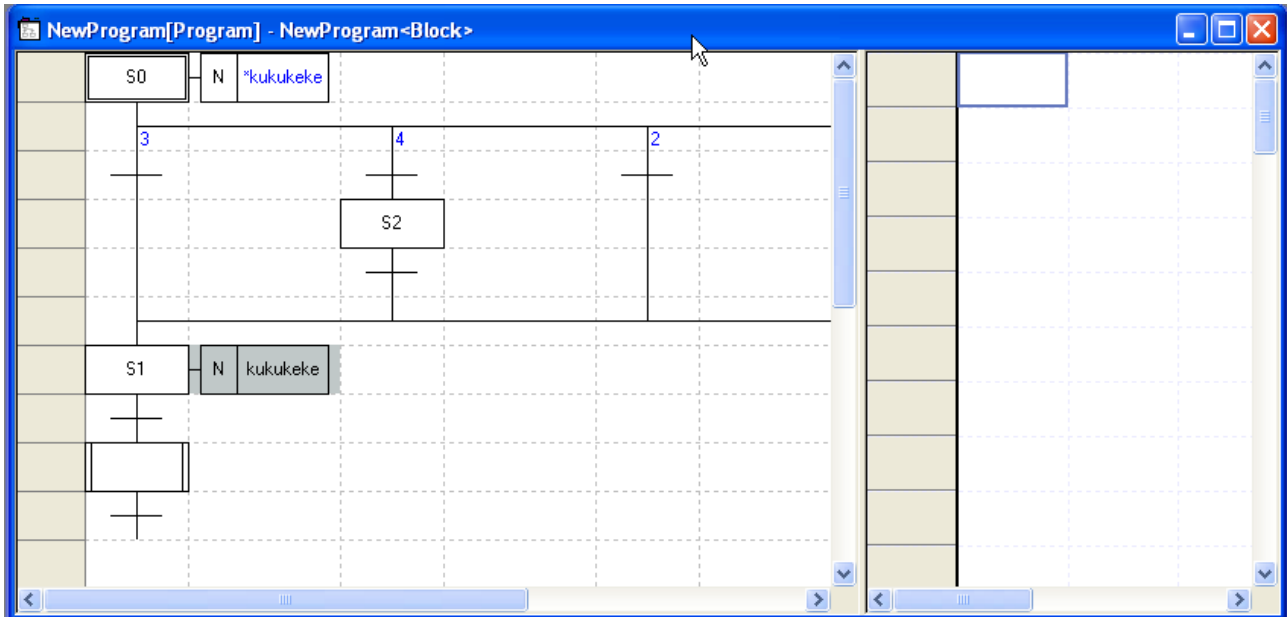 NewProgram[Program] - NewProgram<Block>
S0 N *kukukeke
3 4 2
S2
S1 N kukukeke